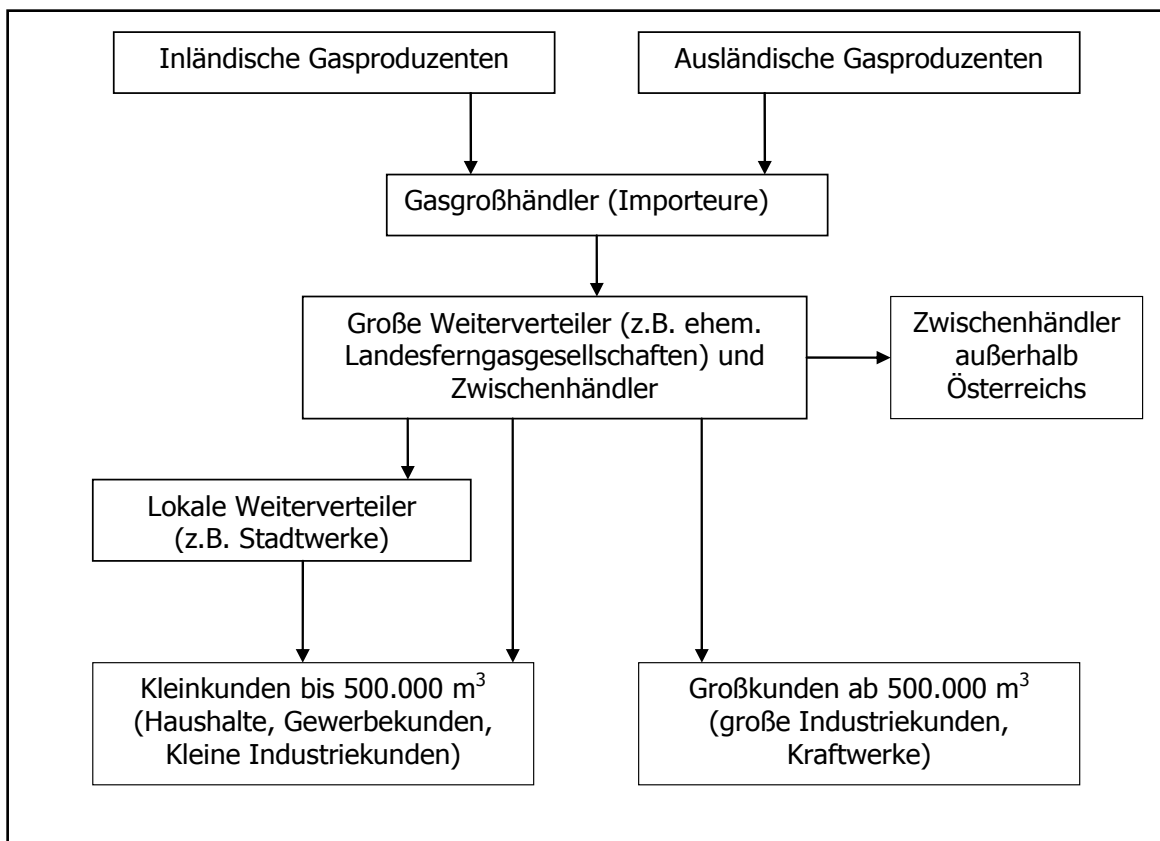 Inländische Gasproduzenten
Ausländische Gasproduzenten
Gasgroßhändler (Importeure)
Große Weiterverteiler (z.B. ehem.
Landesferngasgesellschaften) und
Zwischenhändler
Zwischenhändler
außerhalb
Österreichs
Lokale Weiterverteiler
(z.B. Stadtwerke)
Kleinkunden bis 500.000 m³
(Haushalte, Gewerbekunden,
Kleine Industriekunden)
Großkunden ab 500.000 m³
(große Industriekunden,
Kraftwerke)